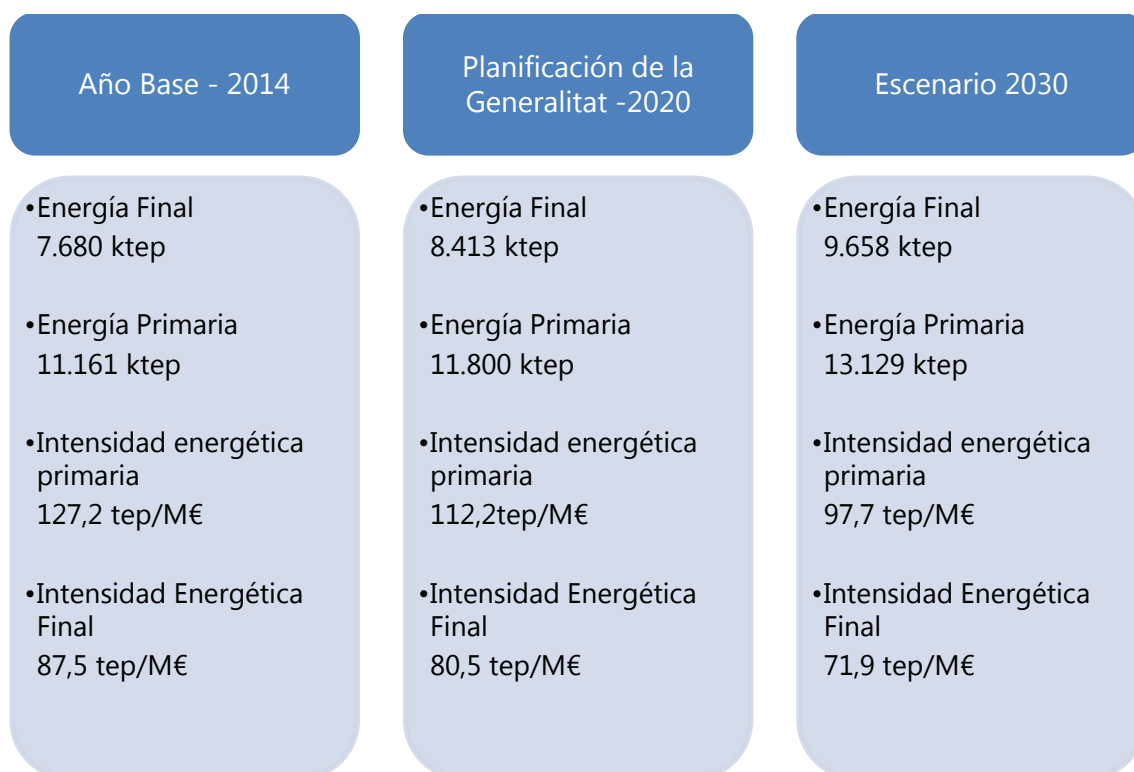 Año Base - 2014
•Energía Final
7.680 ktep
•Energía Primaria
11.161 ktep
•Intensidad energética
primaria
127,2 tep/M€
•Intensidad Energética
Final
87,5 tep/M€
Planificación de la
Generalitat -2020
•Energía Final
8.413 ktep
•Energía Primaria
11.800 ktep
•Intensidad energética
primaria
112,2tep/M€
•Intensidad Energética
Final
80,5 tep/M€
Escenario 2030
•Energía Final
9.658 ktep
•Energía Primaria
13.129 ktep
•Intensidad energética
primaria
97,7 tep/M€
•Intensidad Energética
Final
71,9 tep/M€